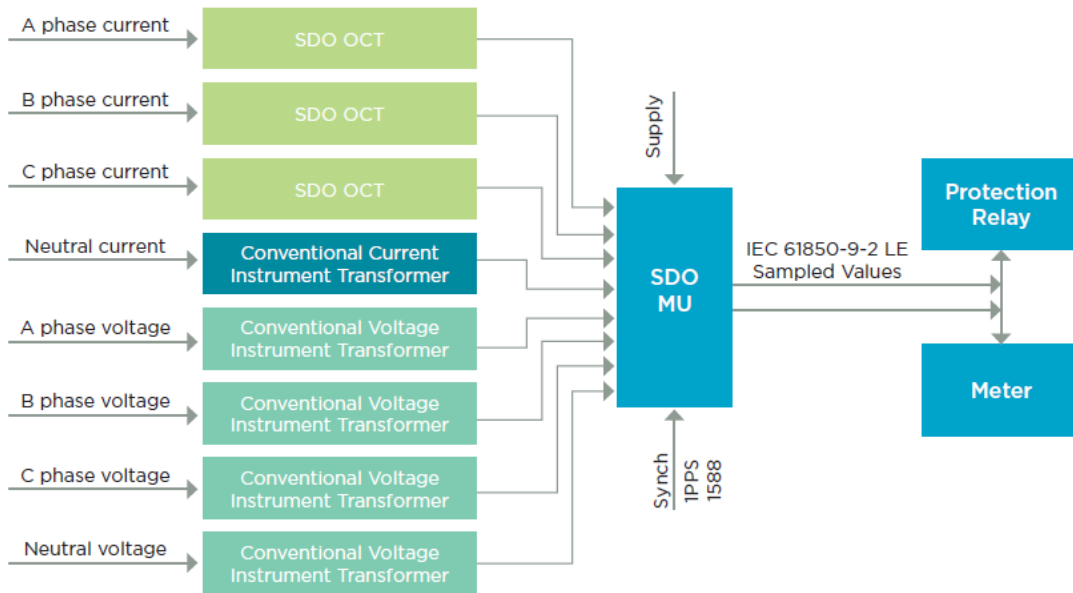 A phase current
SDO OCT
B phase current
SDO OCT
C phase current
SDO OCT
Neutral current
Conventional Current
Instrument Transformer
A phase voltage
Conventional Voltage
Instrument Transformer
B phase voltage
Conventional Voltage
Instrument Transformer
C phase voltage
Conventional Voltage
Instrument Transformer
Neutral voltage
Conventional Voltage
Instrument Transformer
Supply
SDO
MU
Synch
1PPS
1588
IEC 61850-9-2 LE
Sampled Values
Protection
Relay
Meter